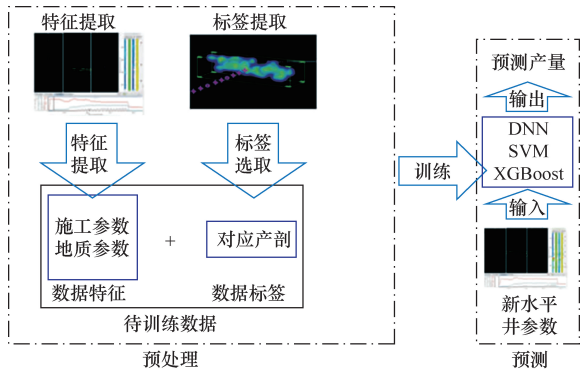 特征提取
标签提取
特征
提取
标签
选取
施工参数
地质参数
+
对应产剖
数据特征
数据标签
待训练数据
预处理
训练
预测产量
输出
DNN
SVM
XGBoost
输入
新水平
井参数
预测